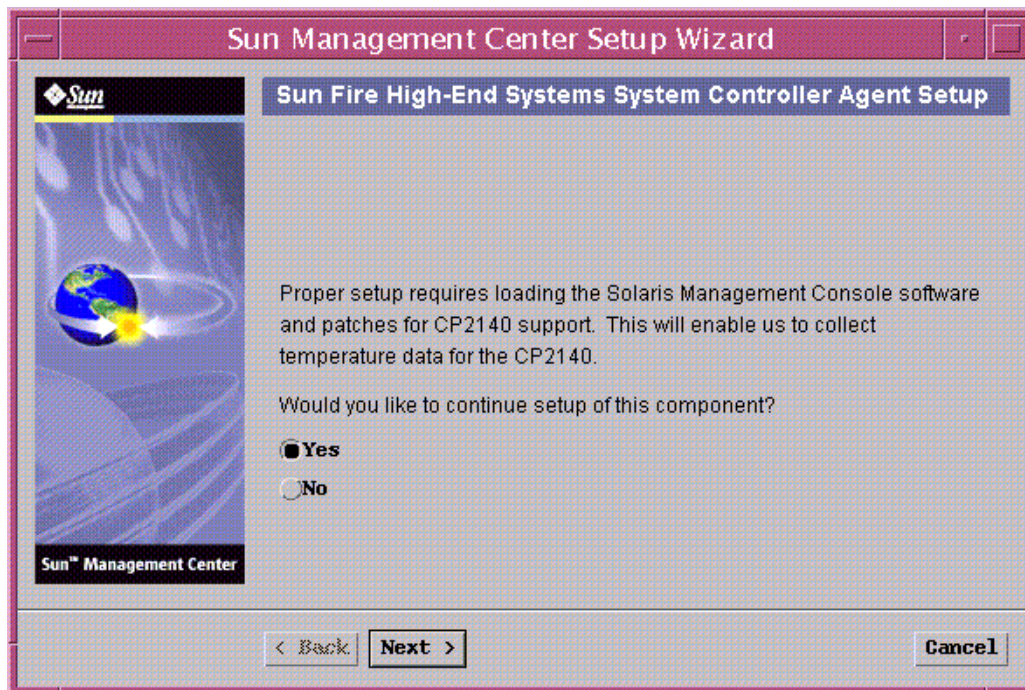 Sun Management Center Setup Wizard
Sun
Sun Fire High-End Systems System Controller Agent Setup
Proper setup requires loading the Solaris Management Console software
and patches for CP2140 support. This will enable us to collect
temperature data for the CP2140.
Would you like to continue setup of this component?
Yes
No
Sun™ Management Center
< Back
Next >
Cancel